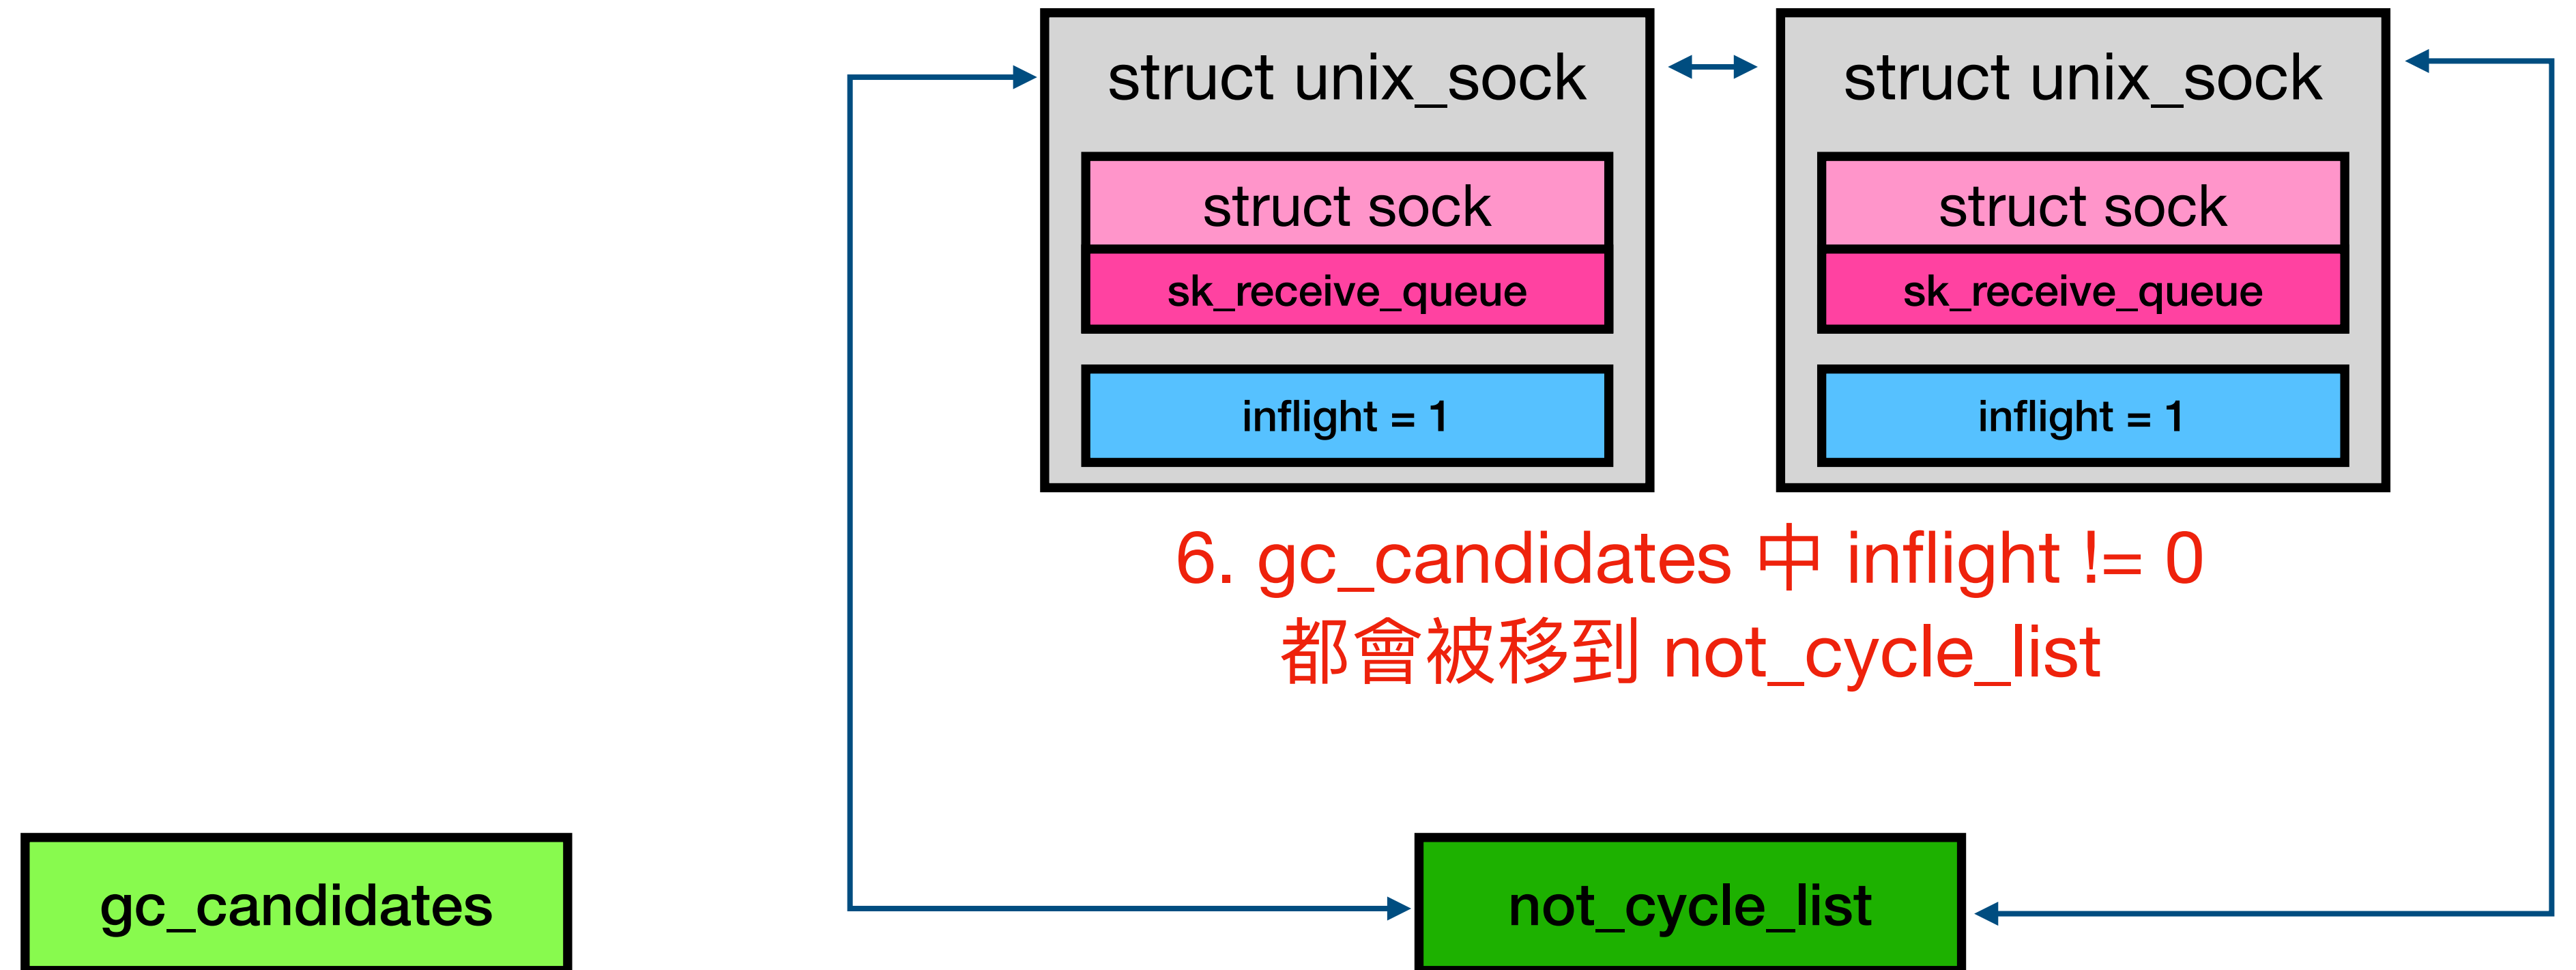 struct unix_sock
struct sock
sk_receive_queue
inflight = 1
struct unix_sock
struct sock
sk_receive_queue
inflight = 1
6. gc_candidates 中 inflight != 0
都會被移到 not_cycle_list
gc_candidates
not_cycle_list